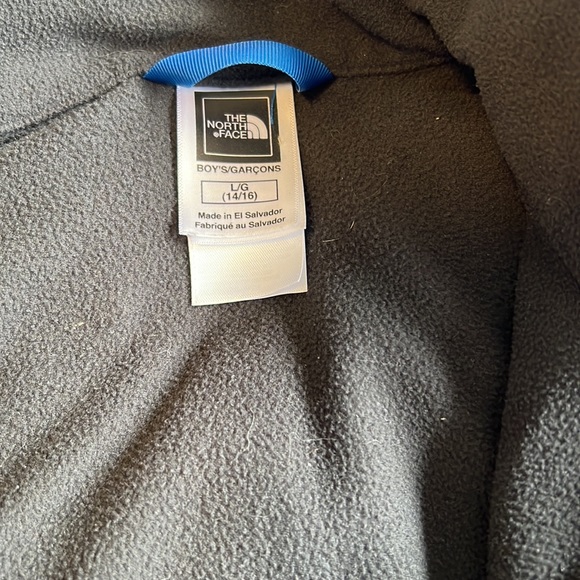 THE
NORTH
FACE
BOY'S/GARÇONS
L/G
(14/16)
Made in El Salvador
Fabriqué au Salvador